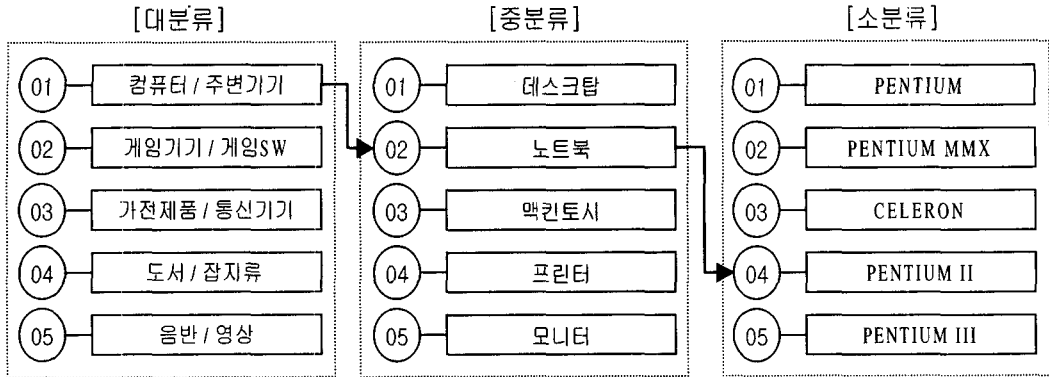 [대분류]
01 컴퓨터 / 주변기기
02 게임기기 / 게임SW
03 가전제품 / 통신기기
04 도서 / 잡지류
05 음반 / 영상
[중분류]
01 데스크탑
02 노트북
03 맥킨토시
04 프린터
05 모니터
[소분류]
01 PENTIUM
02 PENTIUM MMX
03 CELERON
04 PENTIUM II
05 PENTIUM III